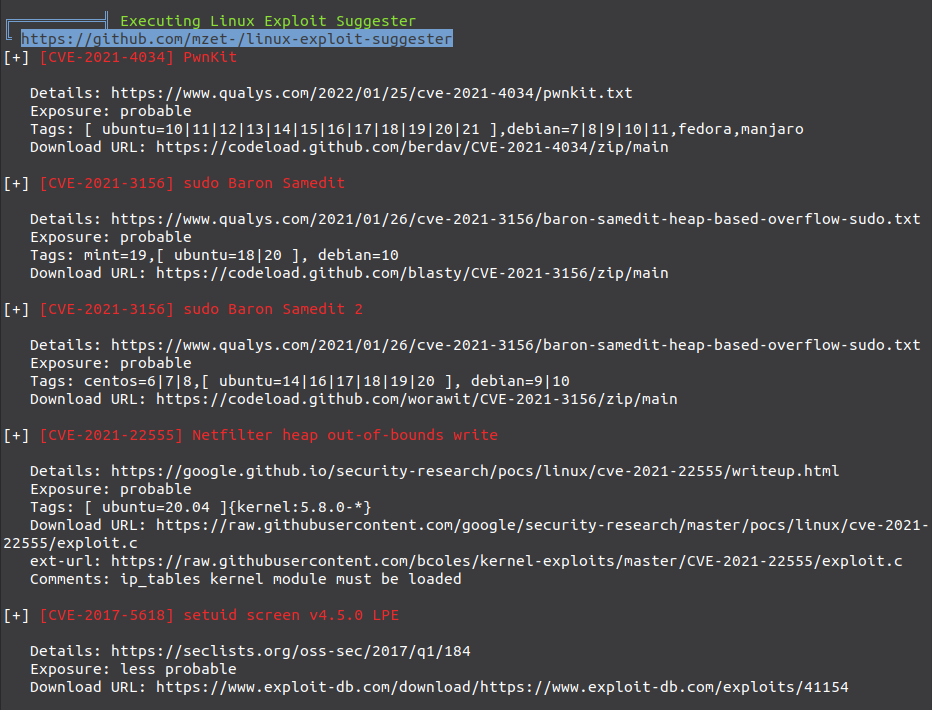 ╔══════════╣ Executing Linux Exploit Suggester
╚ https://github.com/mzet-/linux-exploit-suggester
[+] [CVE-2021-4034] PwnKit

   Details: https://www.qualys.com/2022/01/25/cve-2021-4034/pwnkit.txt
   Exposure: probable
   Tags: [ ubuntu=10|11|12|13|14|15|16|17|18|19|20|21 ],debian=7|8|9|10|11,fedora,manjaro
   Download URL: https://codeload.github.com/berdav/CVE-2021-4034/zip/main

[+] [CVE-2021-3156] sudo Baron Samedit

   Details: https://www.qualys.com/2021/01/26/cve-2021-3156/baron-samedit-heap-based-overflow-sudo.txt
   Exposure: probable
   Tags: mint=19,[ ubuntu=18|20 ], debian=10
   Download URL: https://codeload.github.com/blasty/CVE-2021-3156/zip/main

[+] [CVE-2021-3156] sudo Baron Samedit 2

   Details: https://www.qualys.com/2021/01/26/cve-2021-3156/baron-samedit-heap-based-overflow-sudo.txt
   Exposure: probable
   Tags: centos=6|7|8,[ ubuntu=14|16|17|18|19|20 ], debian=9|10
   Download URL: https://codeload.github.com/worawit/CVE-2021-3156/zip/main

[+] [CVE-2021-22555] Netfilter heap out-of-bounds write

   Details: https://google.github.io/security-research/pocs/linux/cve-2021-22555/writeup.html
   Exposure: probable
   Tags: [ ubuntu=20.04 ]{kernel:5.8.0-*}
   Download URL: https://raw.githubusercontent.com/google/security-research/master/pocs/linux/cve-2021-
22555/exploit.c
   ext-url: https://raw.githubusercontent.com/bcoles/kernel-exploits/master/CVE-2021-22555/exploit.c
   Comments: ip_tables kernel module must be loaded

[+] [CVE-2017-5618] setuid screen v4.5.0 LPE

   Details: https://seclists.org/oss-sec/2017/q1/184
   Exposure: less probable
   Download URL: https://www.exploit-db.com/download/https://www.exploit-db.com/exploits/41154